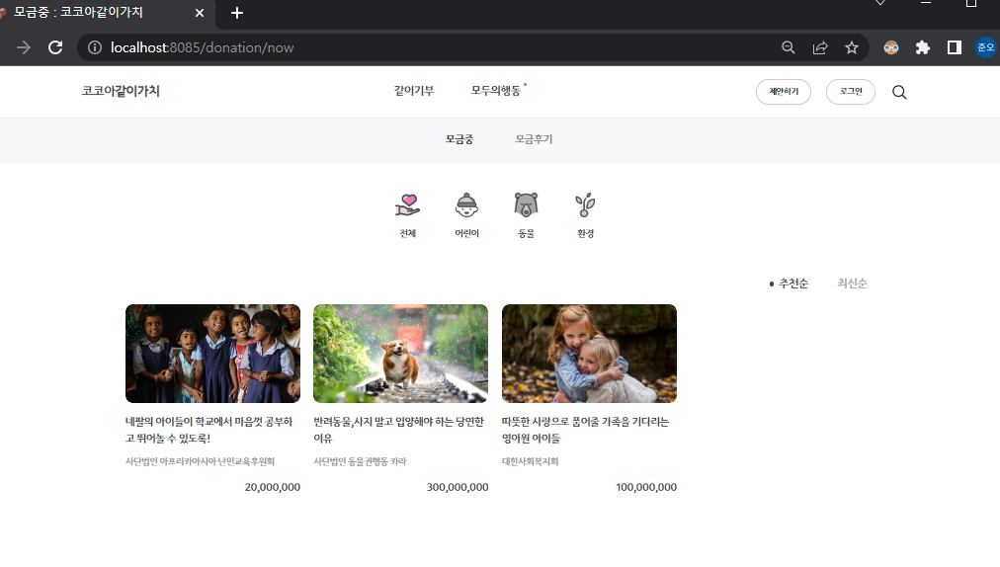 모금중 : 코코아같이가치
localhost:8085/donation/now
준오
코코아같이가치
같이기부
모두의행동
제안하기
로그인
모금중
모금후기
전체
어린이
동물
환경
추천순
최신순
네팔의 아이들이 학교에서 마음껏 공부하
고 뛰어놀 수 있도록!
사단법인 아프리카아시아 난민교육후원회
20,000,000
반려동물,사지 말고 입양해야 하는 당연한
이유
사단법인 동물권행동 카라
300,000,000
따뜻한 사랑으로 품어줄 가족을 기다리는
영아원 아이들
대한사회복지회
100,000,000